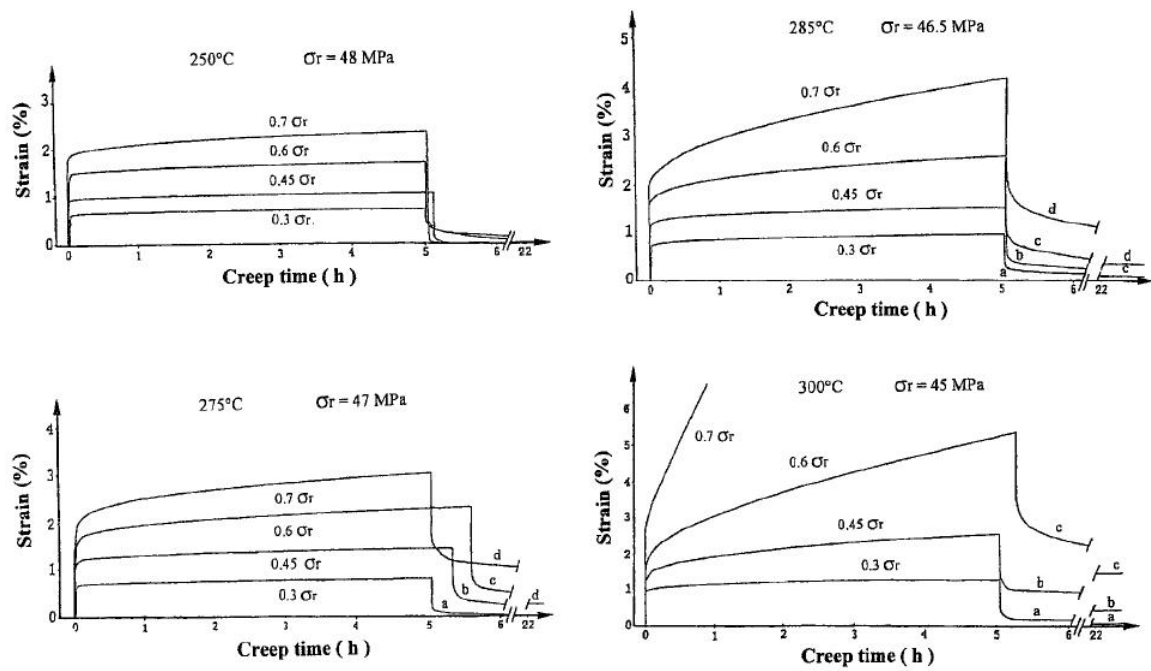 250°C σr = 48 MPa
Strain (%)
3
2
1
0
0.7 σr
0.6 σr
0.45 σr
0.3 σr.
0 1 2 3 4 5 6 22
Creep time ( h )
285°C σr = 46.5 MPa
Strain (%)
5
4
3
2
1
0
0.7 σr
0.6 σr
0.45 σr
0.3 σr
d
c
b
a
d
c
0 1 2 3 4 5 6 22
Creep time ( h )
275°C σr = 47 MPa
Strain (%)
4
3
2
1
0
0.7 σr
0.6 σr
0.45 σr
0.3 σr
d
c
b
a
d
0 1 2 3 4 5 6 22
Creep time ( h )
300°C σr = 45 MPa
Strain (%)
6
5
4
3
2
1
0
0.7 σr
0.6 σr
0.45 σr
0.3 σr
c
b
a
c
b
a
0 1 2 3 4 5 6 22
Creep time ( h )